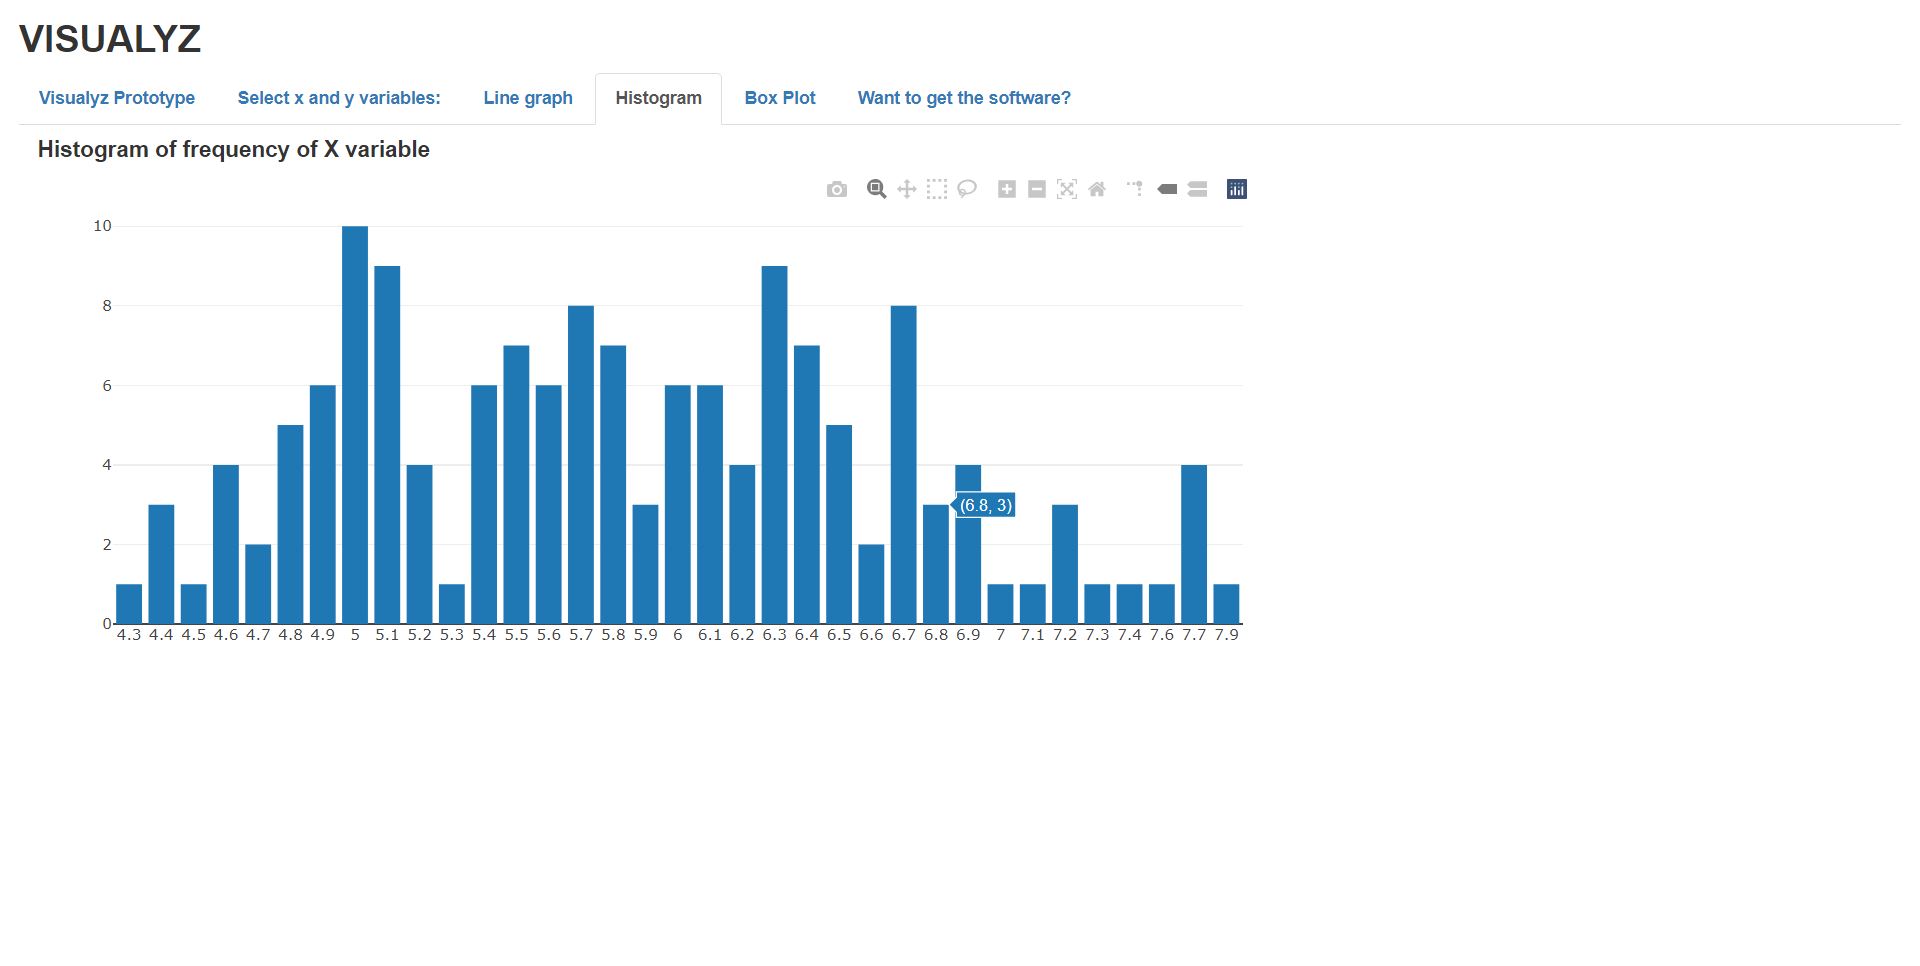 VISUALYZ
Visualyz Prototype Select x and y variables: Line graph Histogram Box Plot Want to get the software?
Histogram of frequency of X variable
10
8
6
4
(6.8, 3)
2
0
4.3 4.4 4.5 4.6 4.7 4.8 4.9 5 5.1 5.2 5.3 5.4 5.5 5.6 5.7 5.8 5.9 6 6.1 6.2 6.3 6.4 6.5 6.6 6.7 6.8 6.9 7 7.1 7.2 7.3 7.4 7.6 7.7 7.9